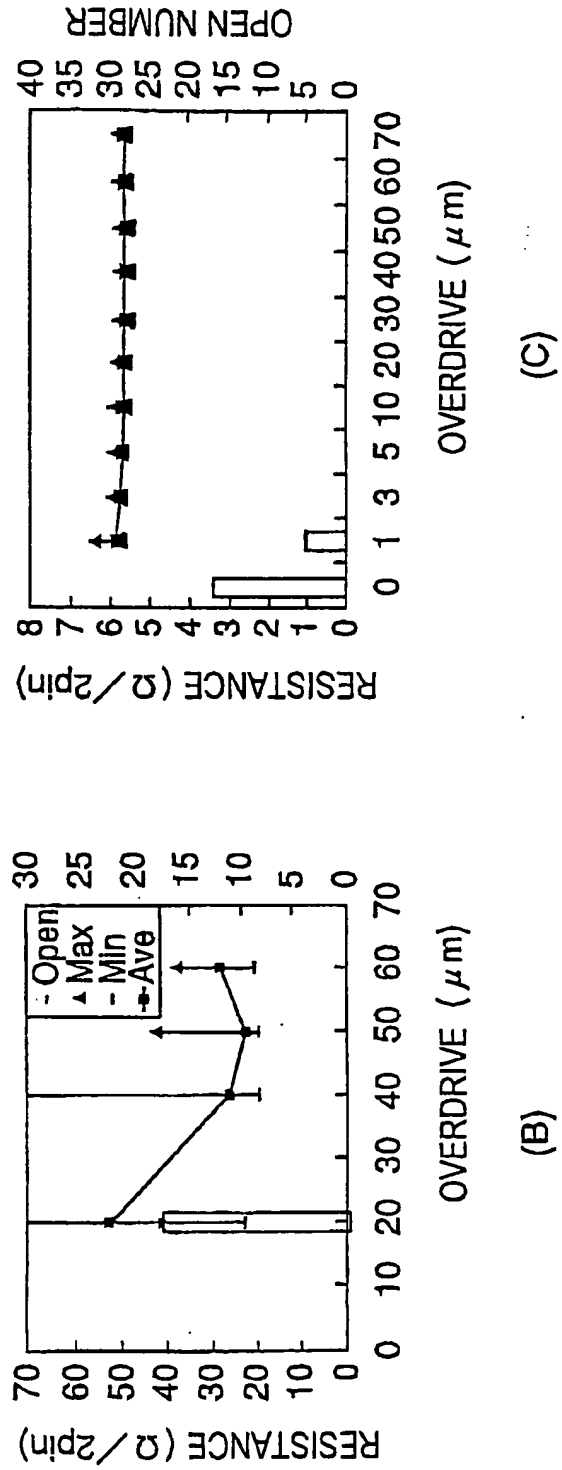 RESISTANCE (Ω/2pin)
70 60 50 40 30 20 10 0
Open
Max
Min
Ave
30 25 20 15 10 5 0
0 10 20 30 40 50 60 70
OVERDRIVE (μm)
(B)
RESISTANCE (Ω/2pin)
8 7 6 5 4 3 2 1 0
OPEN NUMBER
40 35 30 25 20 15 10 5 0
0 1 3 5 10 20 30 40 50 60 70
OVERDRIVE (μm)
(C)